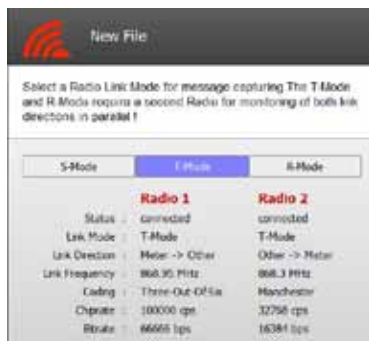 New File
Select a Radio Link Mode for message capturing The T-Mode
and R-Mode require a second Radio for monitoring of both link
directions in parallel !
S-Mode T-Mode R-Mode
Radio 1 Radio 2
Status : connected connected
Link Mode : T-Mode T-Mode
Link Direction : Meter -> Other Other -> Meter
Link Frequency : 868.95 MHz 868.3 MHz
Coding : Three-Out-Of-Six Manchester
Chiprate : 100000 cps 32768 cps
Bitrate : 66666 bps 16384 bps